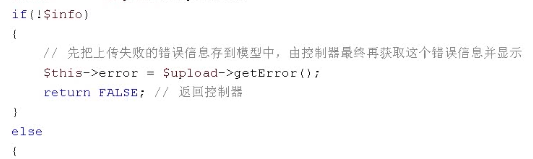 if(!$info)
{
// 先把上传失败的错误信息存到模型中，由控制器最终再获取这个错误信息并显示
$this->error = $upload->getError();
return FALSE; // 返回控制器
}
else
{